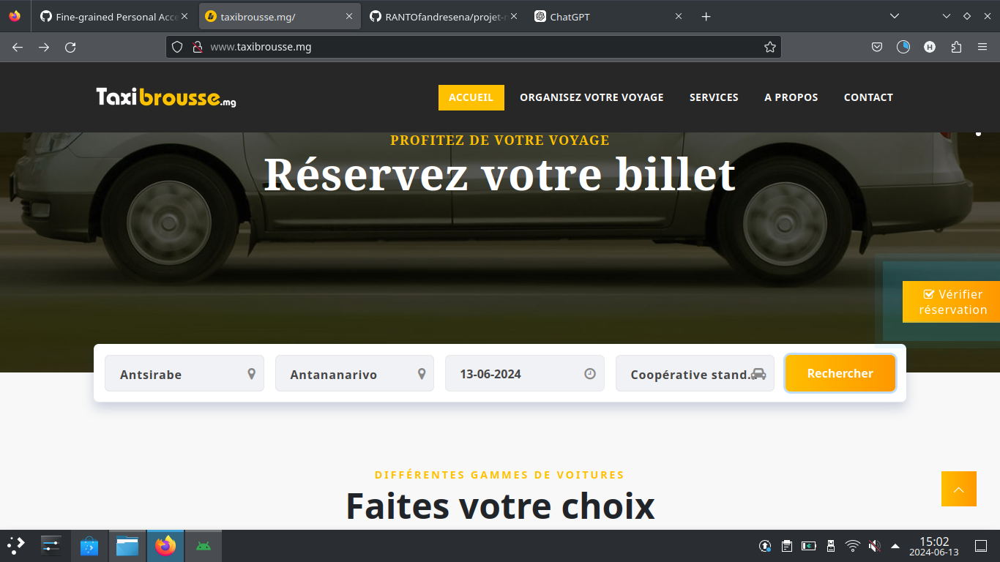 Fine-grained Personal Acce
taxibrousse.mg/
RANTOfandresena/projet-r
ChatGPT
www.taxibrousse.mg
H
Taxibrousse.mg
ACCUEIL
ORGANISEZ VOTRE VOYAGE
SERVICES
A PROPOS
CONTACT
PROFITEZ DE VOTRE VOYAGE
Réservez votre billet
Vérifier
réservation
Antsirabe
Antananarivo
13-06-2024
Coopérative stand...
Rechercher
DIFFÉRENTES GAMMES DE VOITURES
Faites votre choix
15:02
2024-06-13